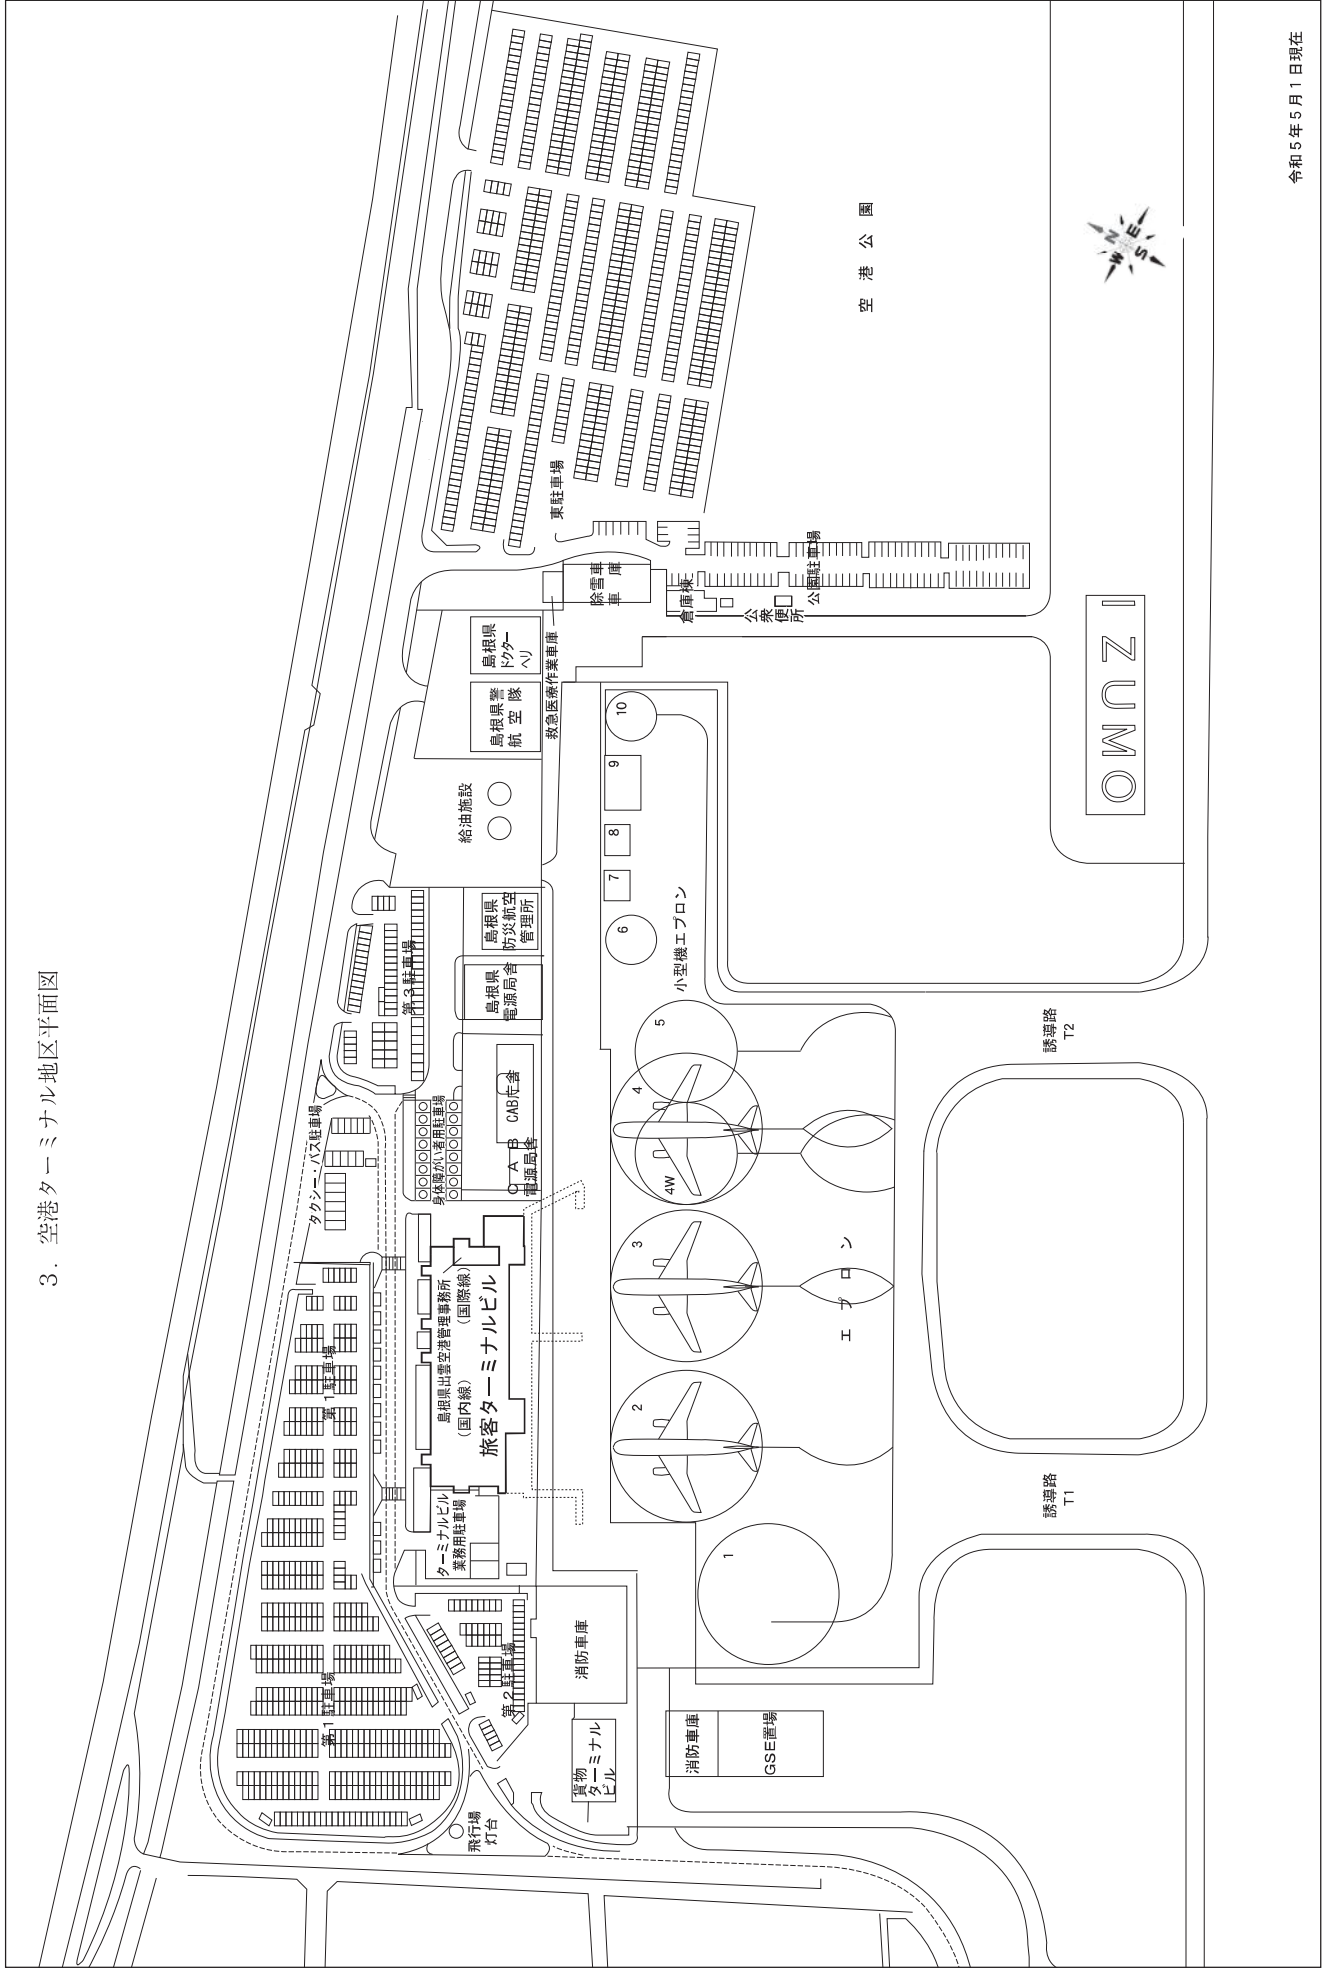 3．空港ターミナル地区平面図
令和5年5月1日現在
飛行場
灯台
第1駐車場
第1駐車場
第2駐車場
タクシー・バス駐車場
第3駐車場
身体障がい者用駐車場
ターミナルビル
業務用駐車場
島根県出雲空港管理事務所
（国内線）
（国際線）
旅客ターミナルビル
CAB庁舎
CAB
電源局舎
島根県
電源局舎
島根県
防災航空
管理所
給油施設
島根県警
航空隊
島根県
ドクター
ヘリ
救急医療作業車庫
除雪車
車庫
東駐車場
倉庫棟
公衆
便所
公園駐車場
空港公園
貨物
ターミナル
ビル
消防車庫
消防車庫
GSE置場
1
2
3
4
4W
5
6
7
8
9
10
エプロン
小型機エプロン
誘導路
T1
誘導路
T2
IZUMO
N
E
S
W